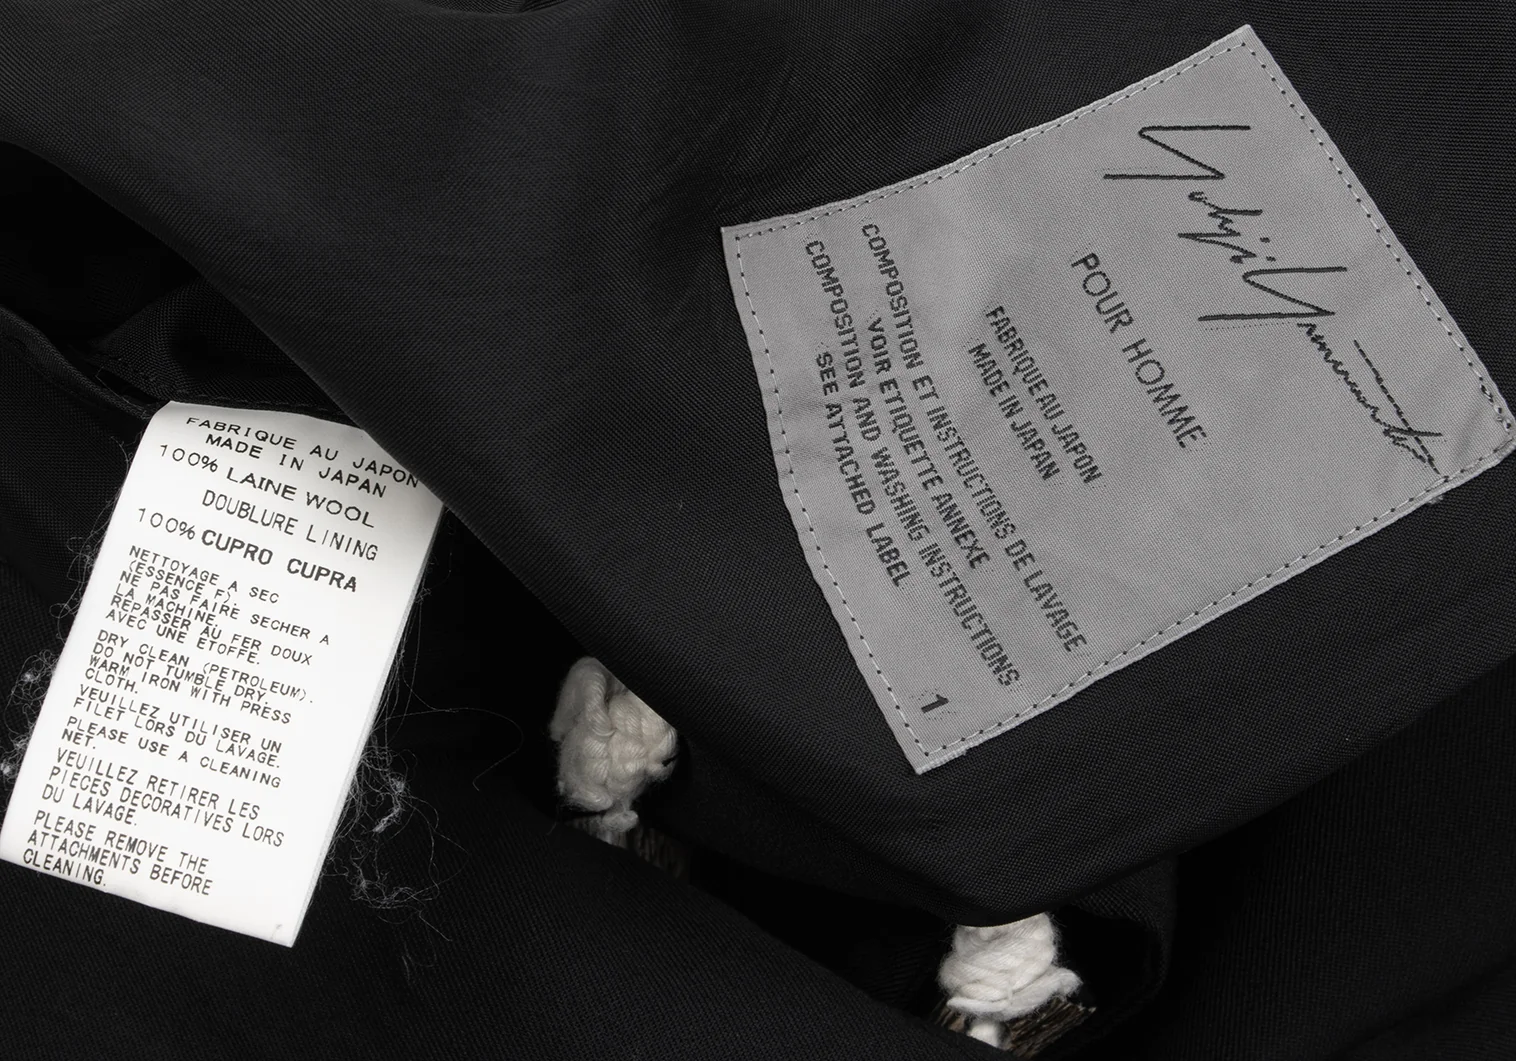 FABRIQUE AU JAPON
MADE IN JAPAN
100% LAINE WOOL
DOUBLURE LINING
100% CUPRO CUPRA
NETTOYAGE A SEC
(ESSENCE F).
NE PAS FAIRE SECHER A
LA MACHINE.
REPASSER AU FER DOUX
AVEC UNE ETOFFE.
DRY CLEAN (PETROLEUM).
DO NOT TUMBLE DRY.
WARM IRON WITH PRESS
CLOTH.
VEUILLEZ UTILISER UN
FILET LORS DU LAVAGE.
PLEASE USE A CLEANING
NET.
VEUILLEZ RETIRER LES
PIECES DECORATIVES LORS
DU LAVAGE.
PLEASE REMOVE THE
ATTACHMENTS BEFORE
CLEANING.
Yohji Yamamoto
POUR HOMME
FABRIQUE AU JAPON
MADE IN JAPAN
COMPOSITION ET INSTRUCTIONS DE LAVAGE
VOIR ETIQUETTE ANNEXE
COMPOSITION AND WASHING INSTRUCTIONS
SEE ATTACHED LABEL
1